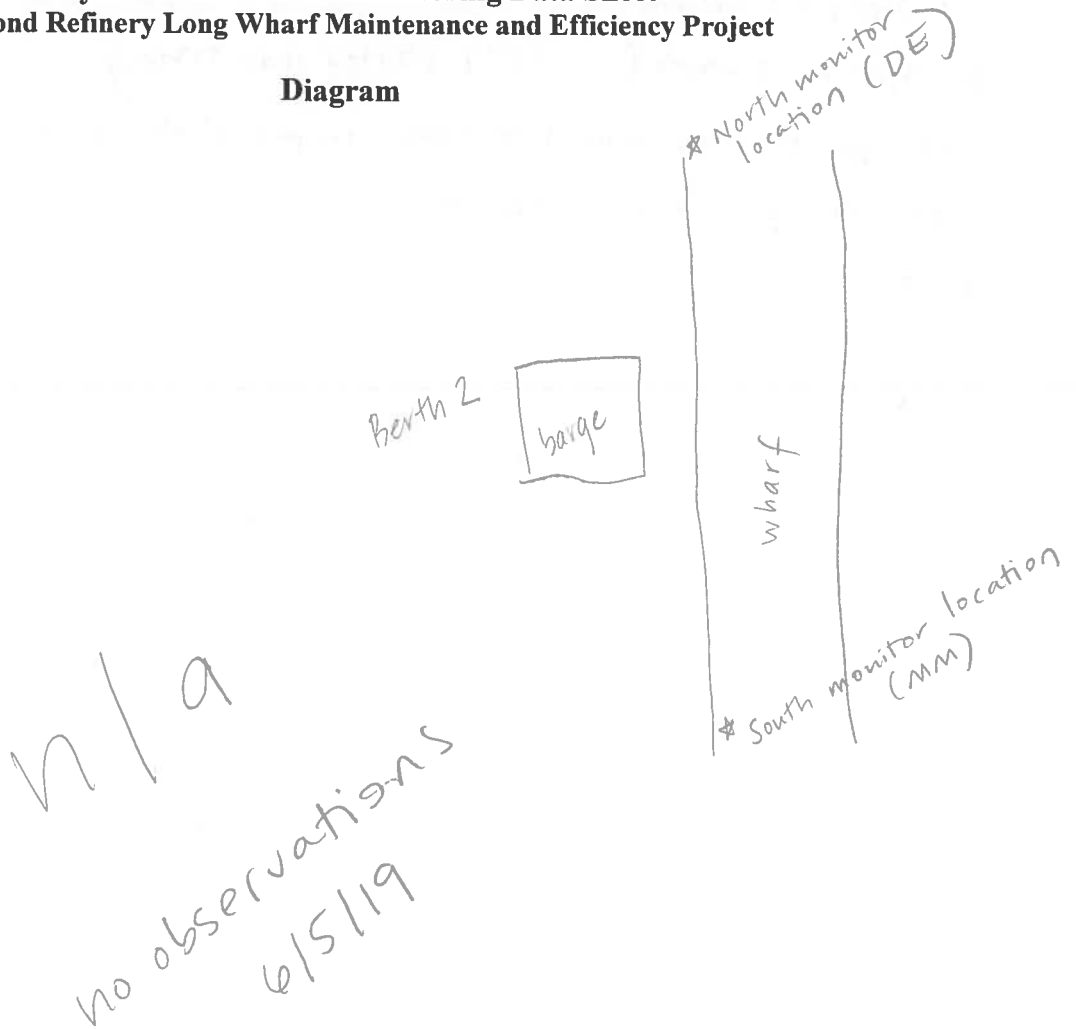 ond Refinery Long Wharf Maintenance and Efficiency Project
Diagram
* North monitor
location (DE)
Berth 2
barge
wharf
* South monitor location
(MM)
n/a
no observations
6/5/19